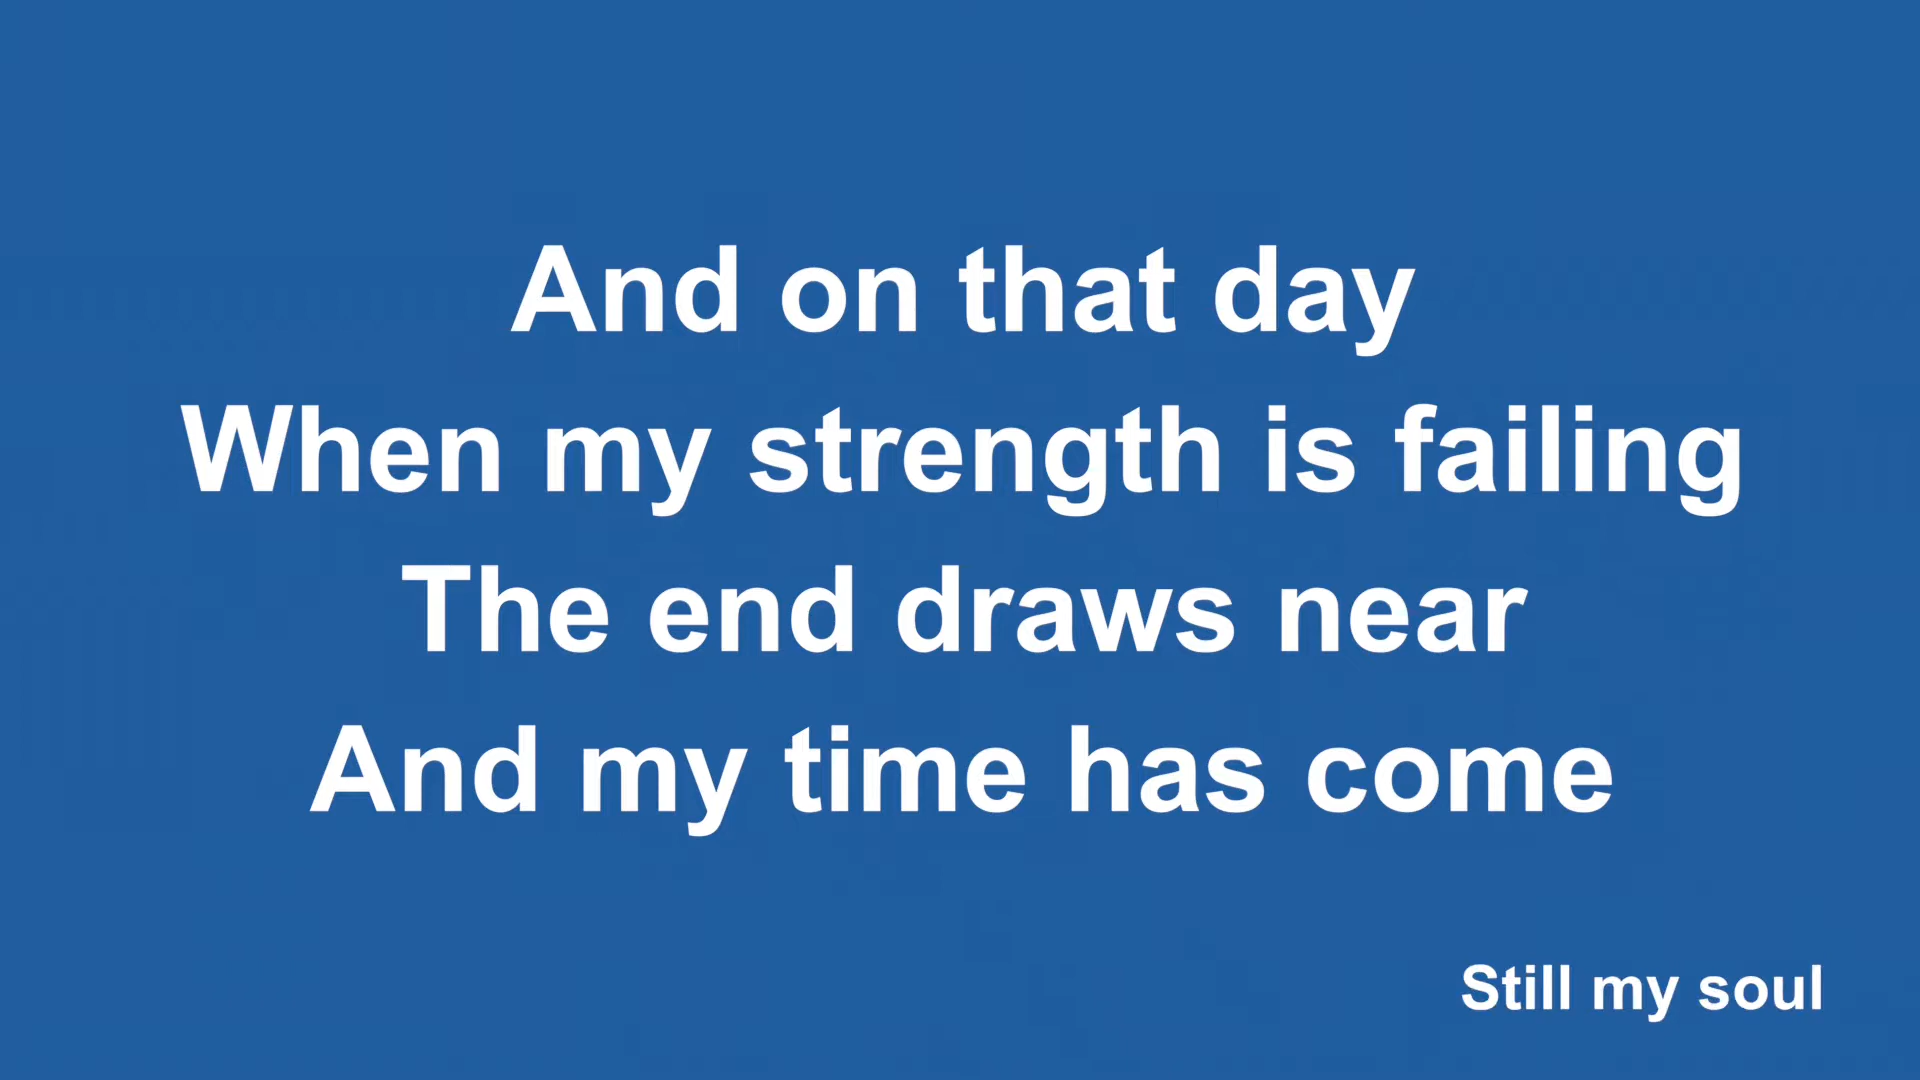 And on that day
When my strength is failing
The end draws near
And my time has come
Still my soul